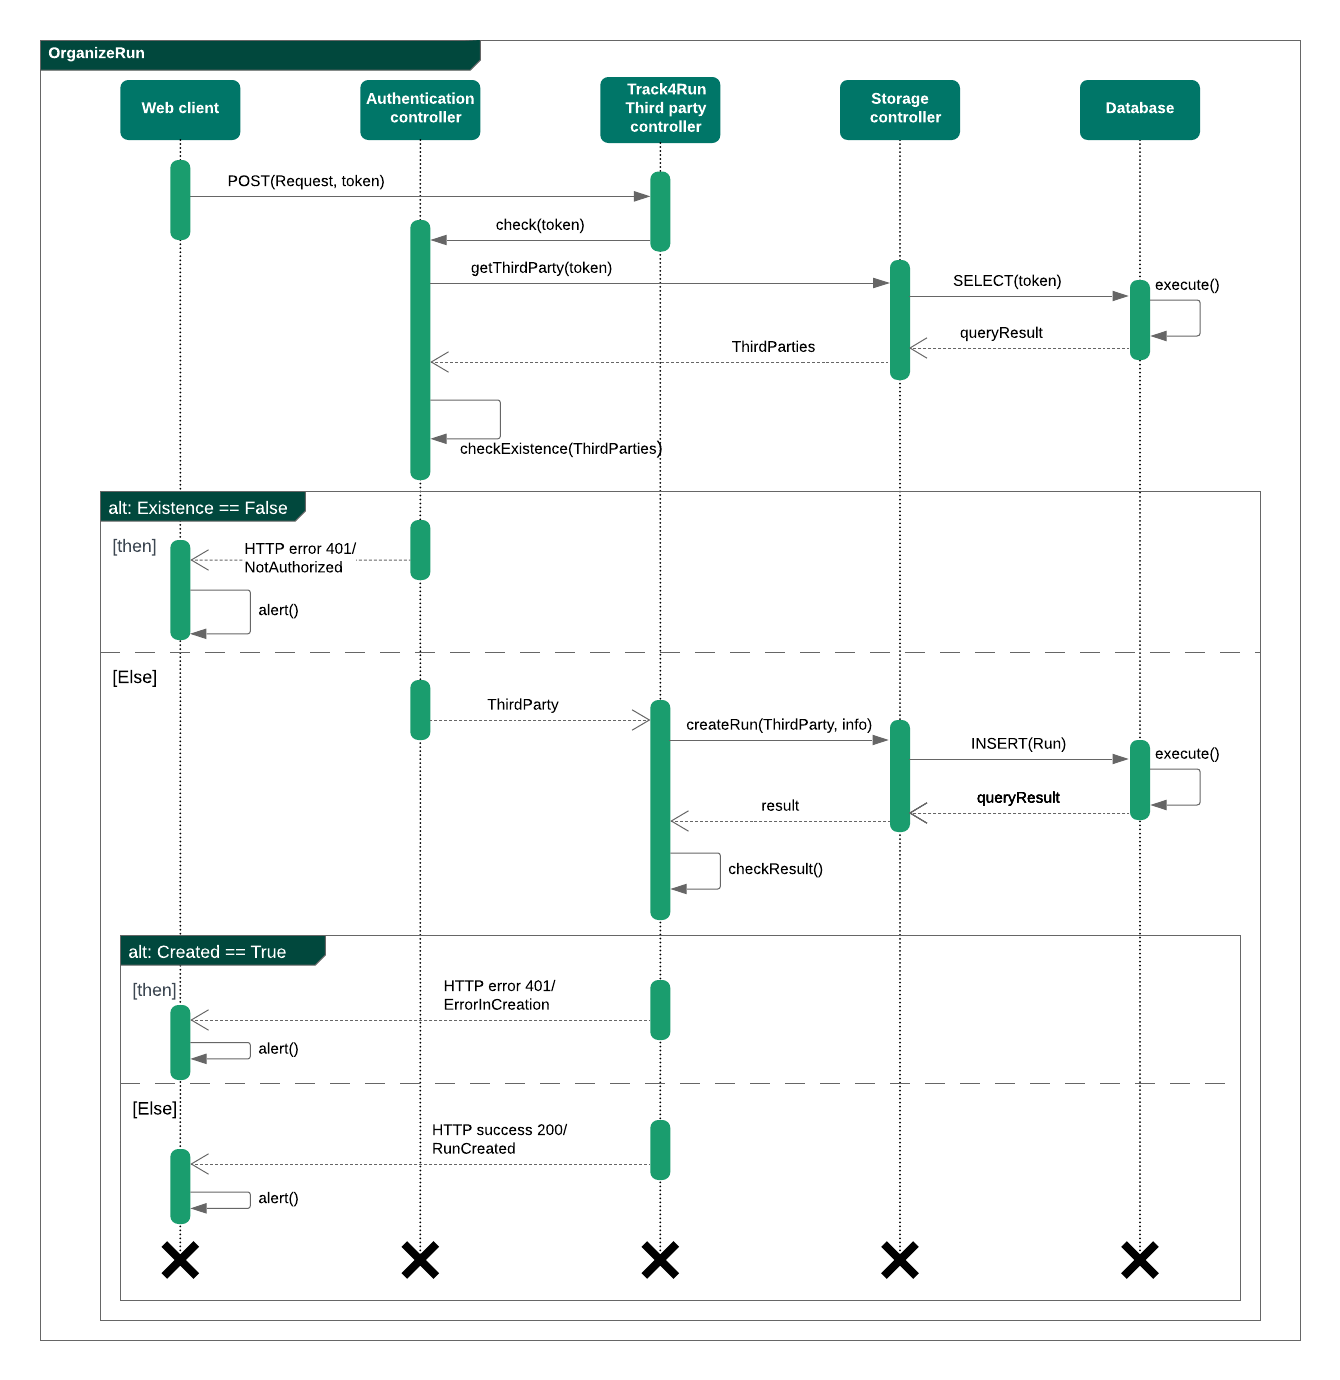 OrganizeRun
Web client
Authentication
controller
Track4Run
Third party
controller
Storage
controller
Database
POST(Request, token)
check(token)
getThirdParty(token)
SELECT(token)
execute()
queryResult
ThirdParties
checkExistence(ThirdParties)
alt: Existence == False
[then]
HTTP error 401/
NotAuthorized
alert()
[Else]
ThirdParty
createRun(ThirdParty, info)
INSERT(Run)
execute()
queryResult
result
checkResult()
alt: Created == True
[then]
HTTP error 401/
ErrorInCreation
alert()
[Else]
HTTP success 200/
RunCreated
alert()